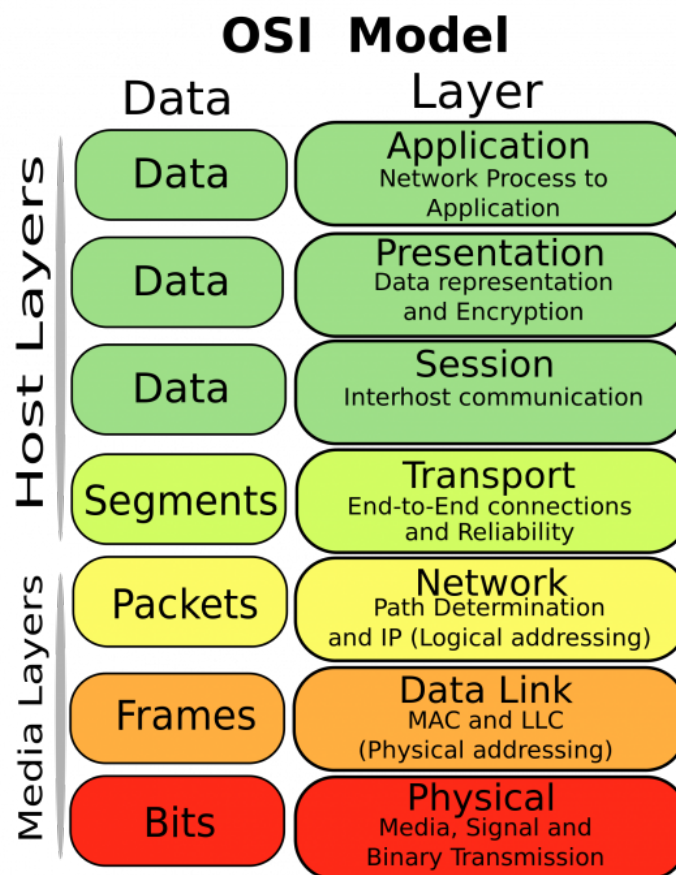 OSI Model
Data
Layer
Host Layers
Data
Application
Network Process to
Application
Data
Presentation
Data representation
and Encryption
Data
Session
Interhost communication
Segments
Transport
End-to-End connections
and Reliability
Media Layers
Packets
Network
Path Determination
and IP (Logical addressing)
Frames
Data Link
MAC and LLC
(Physical addressing)
Bits
Physical
Media, Signal and
Binary Transmission